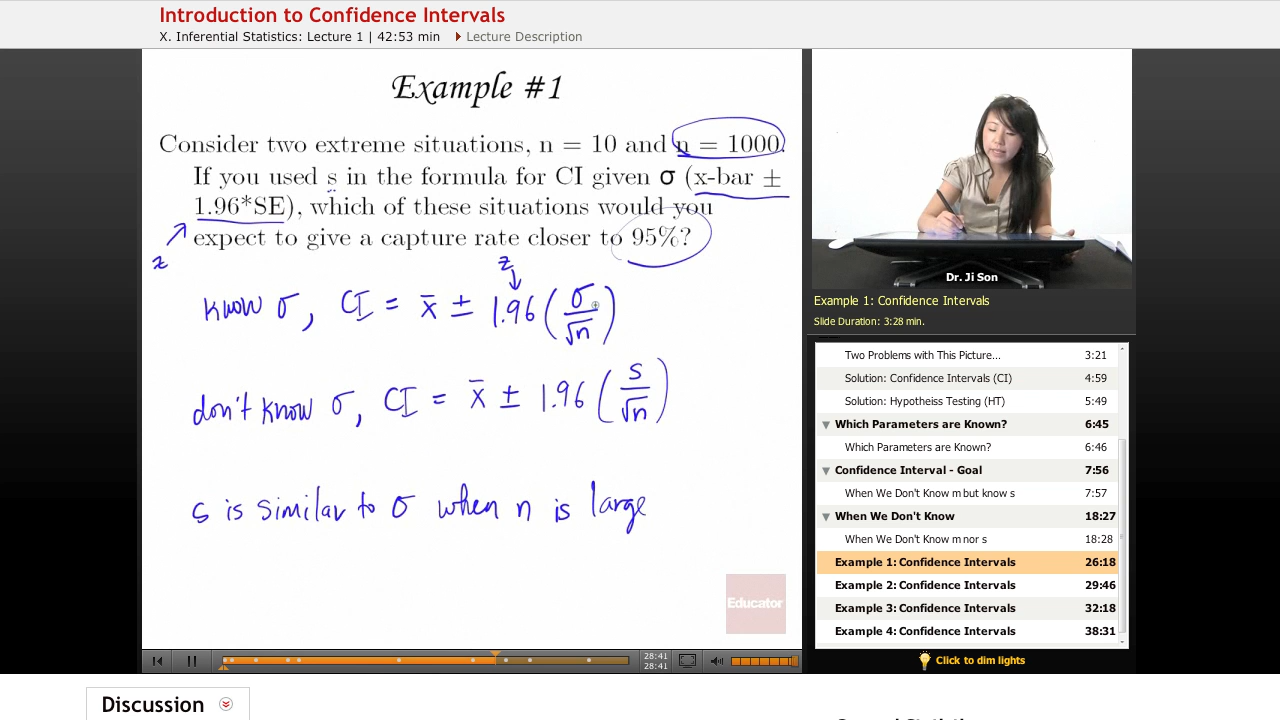 Introduction to Confidence Intervals
X. Inferential Statistics: Lecture 1 | 42:53 min Lecture Description
Example #1
Consider two extreme situations, n = 10 and n = 1000.
If you used s in the formula for CI given σ (x-bar ±
1.96*SE), which of these situations would you
expect to give a capture rate closer to 95%?
z
z
know σ, CI = x̄ ± 1.96 (σ/√n)
don't know σ, CI = x̄ ± 1.96 (s/√n)
s is similar to σ when n is large
Educator
28:41
28:41
Dr. Ji Son
Example 1: Confidence Intervals
Slide Duration: 3:28 min.
Two Problems with This Picture... 3:21
Solution: Confidence Intervals (CI) 4:59
Solution: Hypotheiss Testing (HT) 5:49
Which Parameters are Known? 6:45
Which Parameters are Known? 6:46
Confidence Interval - Goal 7:56
When We Don't Know m but know s 7:57
When We Don't Know 18:27
When We Don't Know m nor s 18:28
Example 1: Confidence Intervals 26:18
Example 2: Confidence Intervals 29:46
Example 3: Confidence Intervals 32:18
Example 4: Confidence Intervals 38:31
Click to dim lights
Discussion